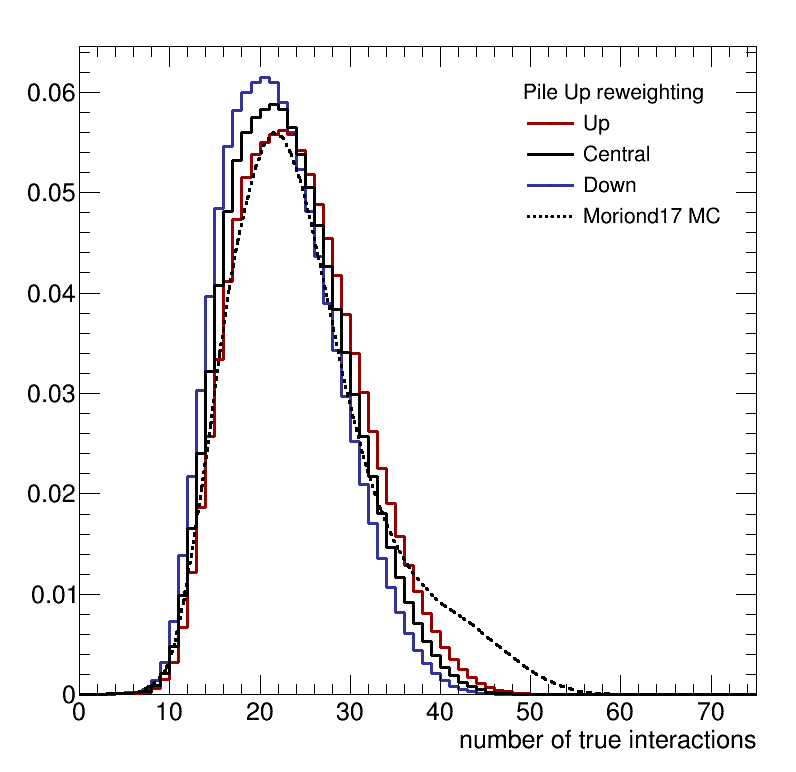 Pile Up reweighting
Up
Central
Down
Moriond17 MC
0.06
0.05
0.04
0.03
0.02
0.01
0
0 10 20 30 40 50 60 70
number of true interactions